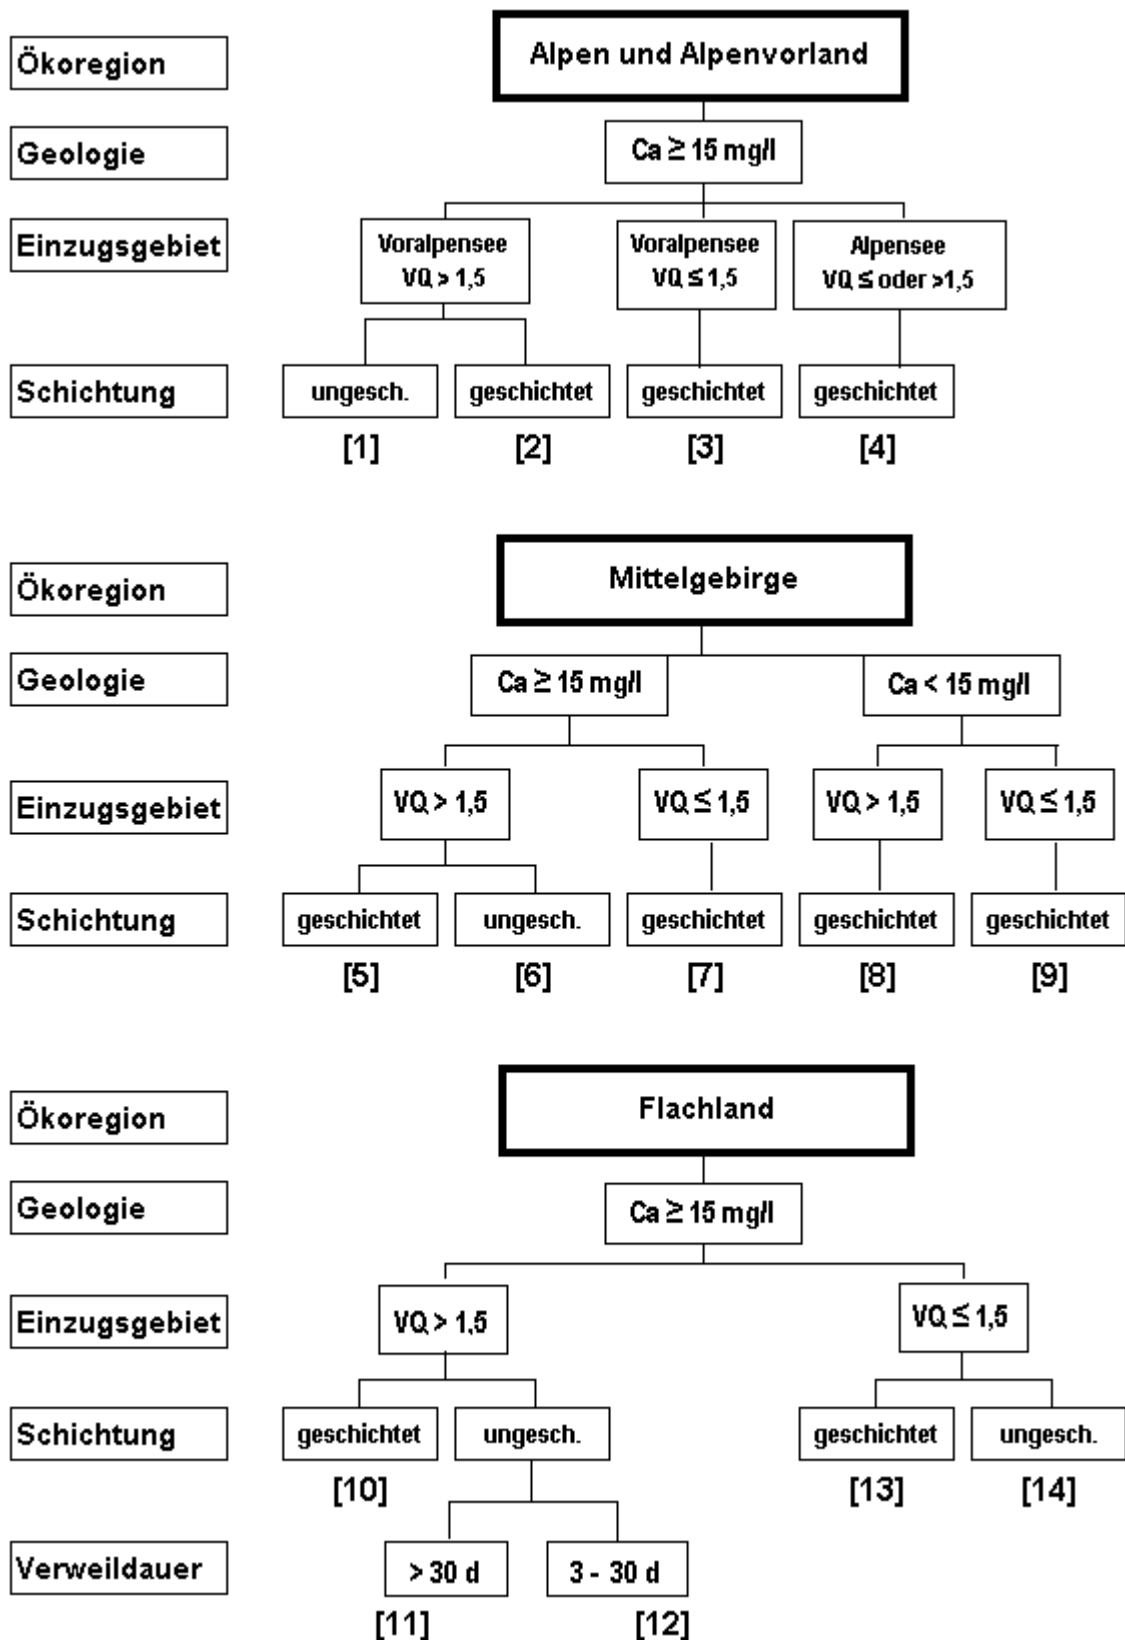 Ökoregion
Alpen und Alpenvorland
Geologie
Ca ≥ 15 mg/l
Einzugsgebiet
Voralpensee
VQ > 1,5
Voralpensee
VQ ≤ 1,5
Alpensee
VQ ≤ oder >1,5
Schichtung
ungesch.
geschichtet
geschichtet
geschichtet
[1]
[2]
[3]
[4]
Ökoregion
Mittelgebirge
Geologie
Ca ≥ 15 mg/l
Ca < 15 mg/l
Einzugsgebiet
VQ > 1,5
VQ ≤ 1,5
VQ > 1,5
VQ ≤ 1,5
Schichtung
geschichtet
ungesch.
geschichtet
geschichtet
geschichtet
[5]
[6]
[7]
[8]
[9]
Ökoregion
Flachland
Geologie
Ca ≥ 15 mg/l
Einzugsgebiet
VQ > 1,5
VQ ≤ 1,5
Schichtung
geschichtet
ungesch.
geschichtet
ungesch.
[10]
[13]
[14]
Verweildauer
> 30 d
3 - 30 d
[11]
[12]